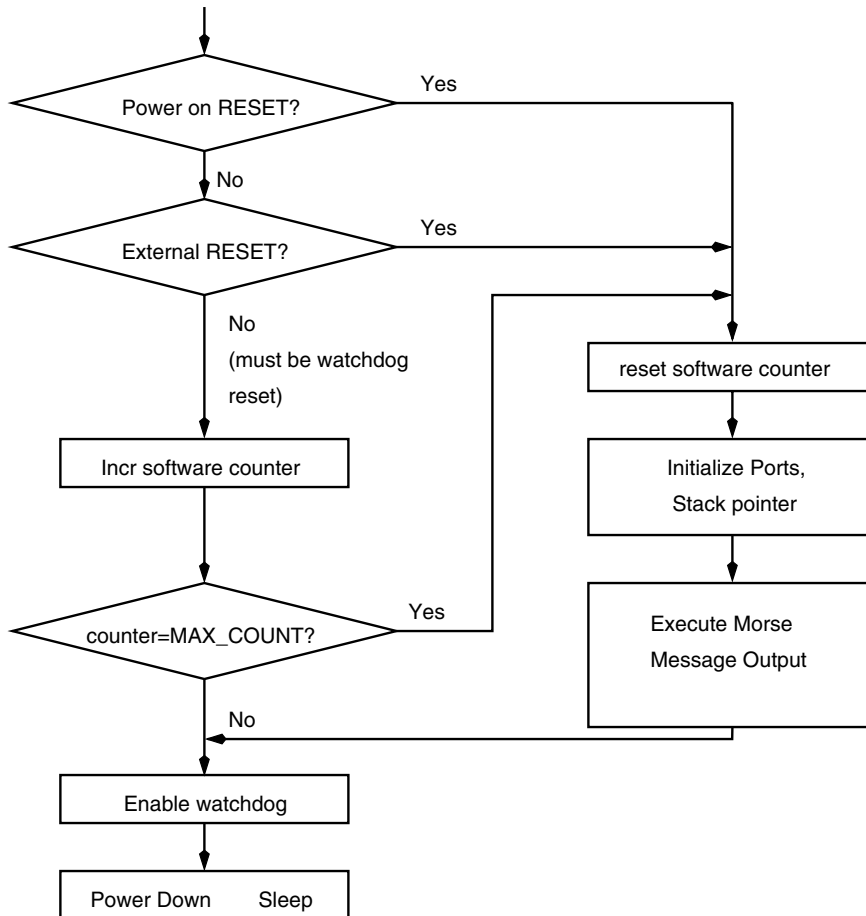 Power on RESET?
Yes
No
External RESET?
Yes
No
(must be watchdog
reset)
reset software counter
Incr software counter
Initialize Ports,
Stack pointer
counter=MAX_COUNT?
Yes
Execute Morse
Message Output
No
Enable watchdog
Power Down Sleep